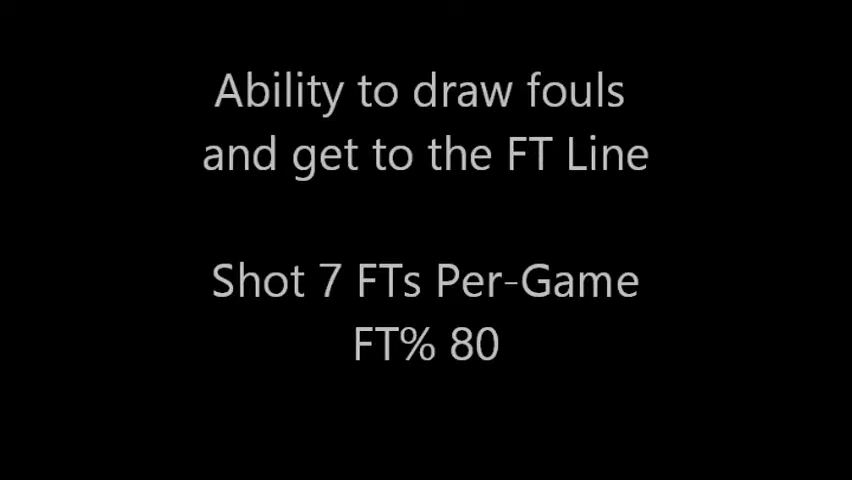 Ability to draw fouls
and get to the FT Line
Shot 7 FTs Per-Game
FT% 80